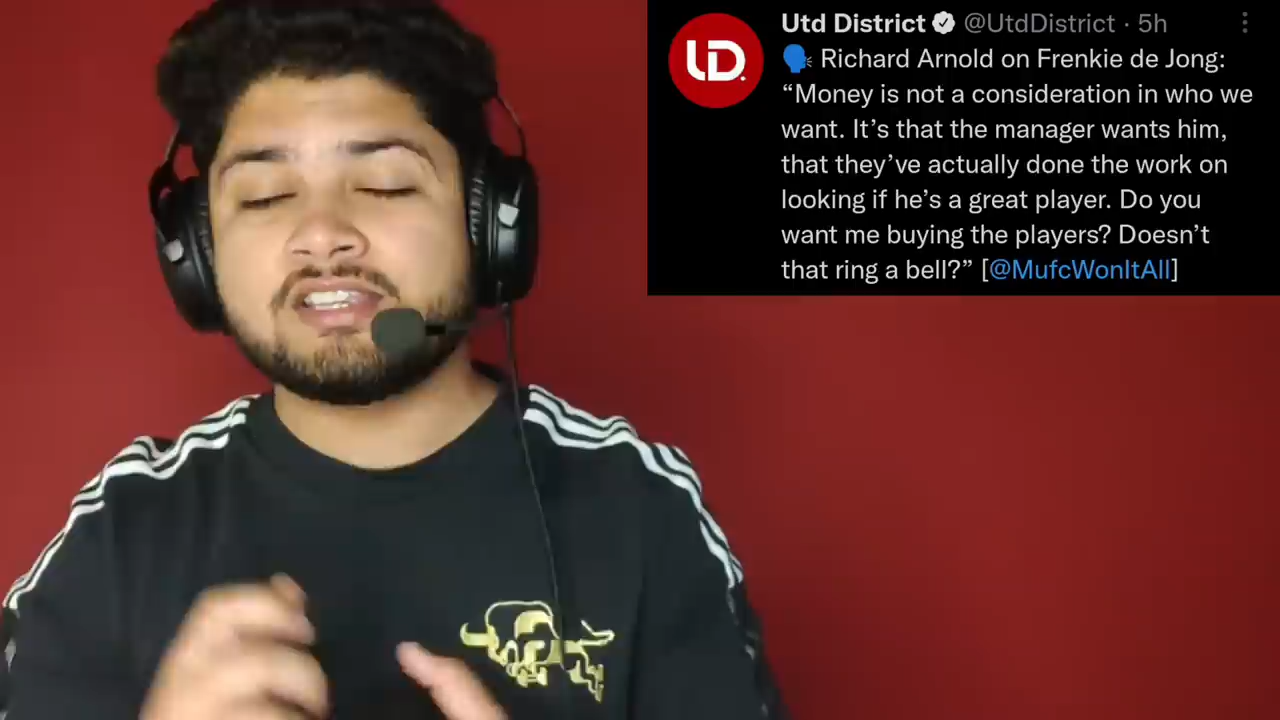 Utd District @UtdDistrict · 5h
Richard Arnold on Frenkie de Jong:
“Money is not a consideration in who we
want. It’s that the manager wants him,
that they’ve actually done the work on
looking if he’s a great player. Do you
want me buying the players? Doesn’t
that ring a bell?” [@MufcWonItAll]
UD.